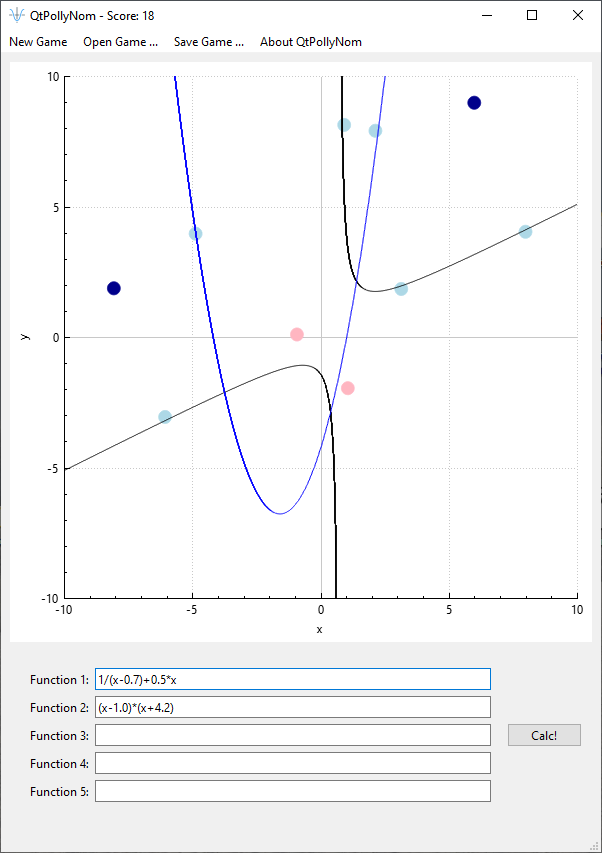 QtPollyNom - Score: 18
New Game Open Game ... Save Game ... About QtPollyNom
10
5
y
0
-5
-10
-10 -5 0 5 10
x
Function 1: 1/(x-0.7)+0.5*x
Function 2: (x-1.0)*(x+4.2)
Function 3: Calc!
Function 4:
Function 5: